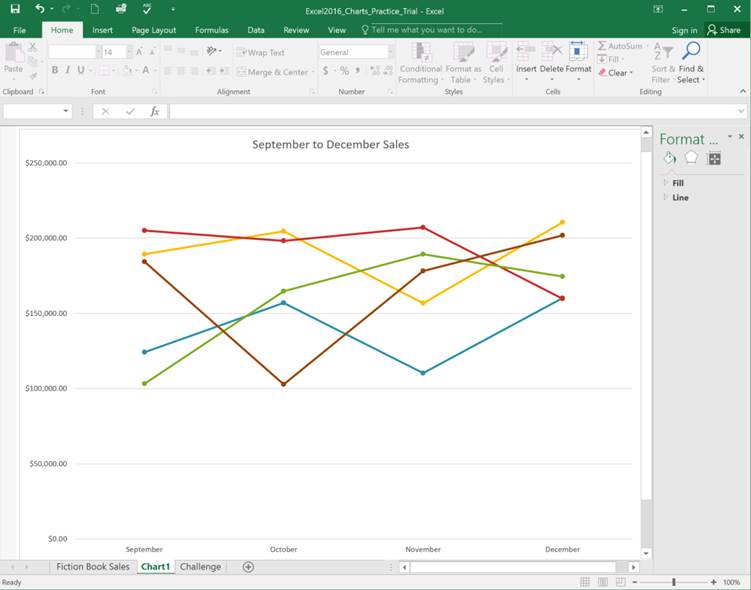 Excel2016_Charts_Practice_Trial - Excel
File Home Insert Page Layout Formulas Data Review View Tell me what you want to do... Sign in Share
14 A A Wrap Text General AutoSum
Paste B I U A Merge & Center $ % , Conditional Format as Cell Insert Delete Format Fill Sort & Find &
Formatting Table Styles Clear Filter Select
Clipboard Font Alignment Number Styles Cells Editing
fx
September to December Sales
Format ...
$250,000.00
Fill
Line
$200,000.00
$150,000.00
$100,000.00
$50,000.00
$0.00
September October November December
Fiction Book Sales Chart1 Challenge
Ready 100%